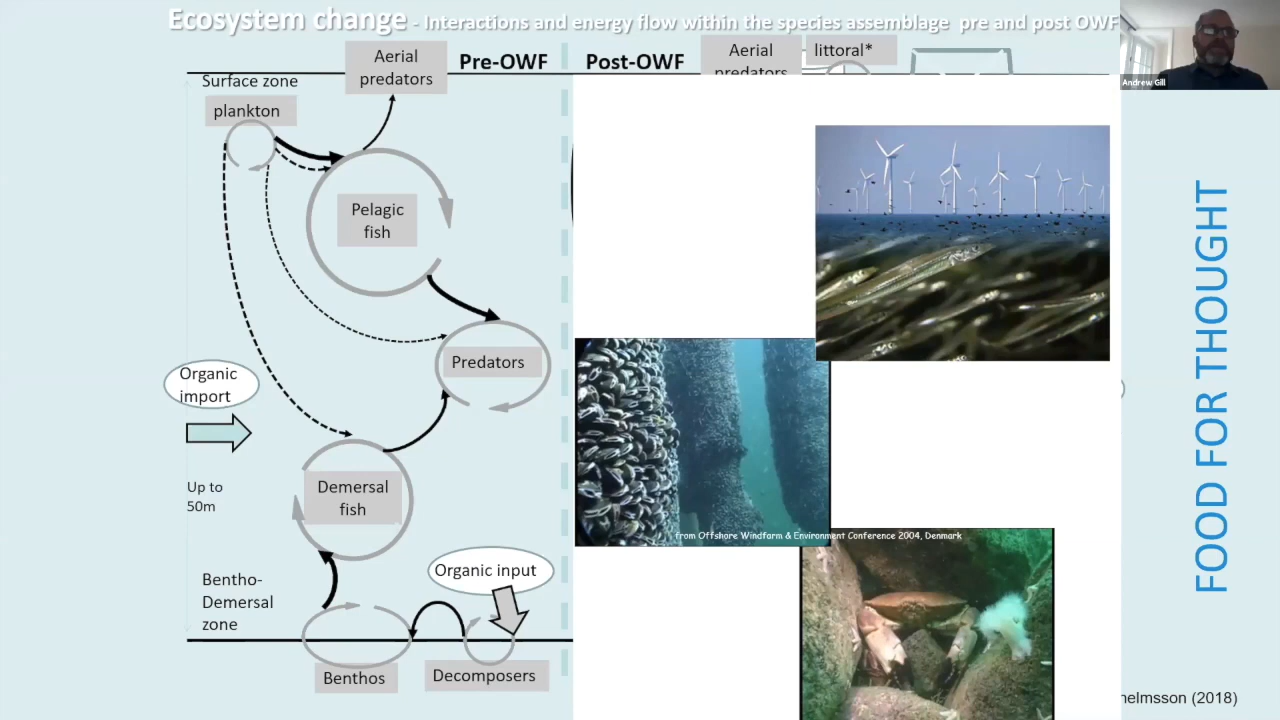 Ecosystem change - Interactions and energy flow within the species assemblage pre and post OWF
Andrew Gill
Aerial
predators
Pre-OWF
Post-OWF
Aerial
predators
littoral*
Surface zone
plankton
Pelagic
fish
Predators
Organic
import
Up to
50m
Demersal
fish
from Offshore Windfarm & Environment Conference 2004, Denmark
Organic input
Bentho-
Demersal
zone
Benthos
Decomposers
FOOD FOR THOUGHT
(2018)